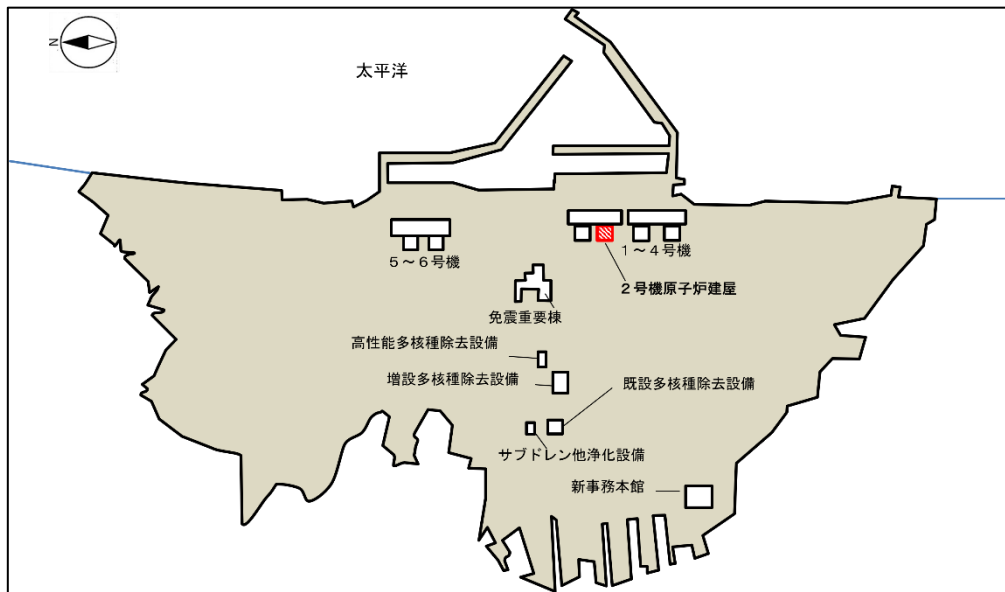 N
太平洋
５～６号機
１～４号機
２号機原子炉建屋
免震重要棟
高性能多核種除去設備
増設多核種除去設備
既設多核種除去設備
サブドレン他浄化設備
新事務本館